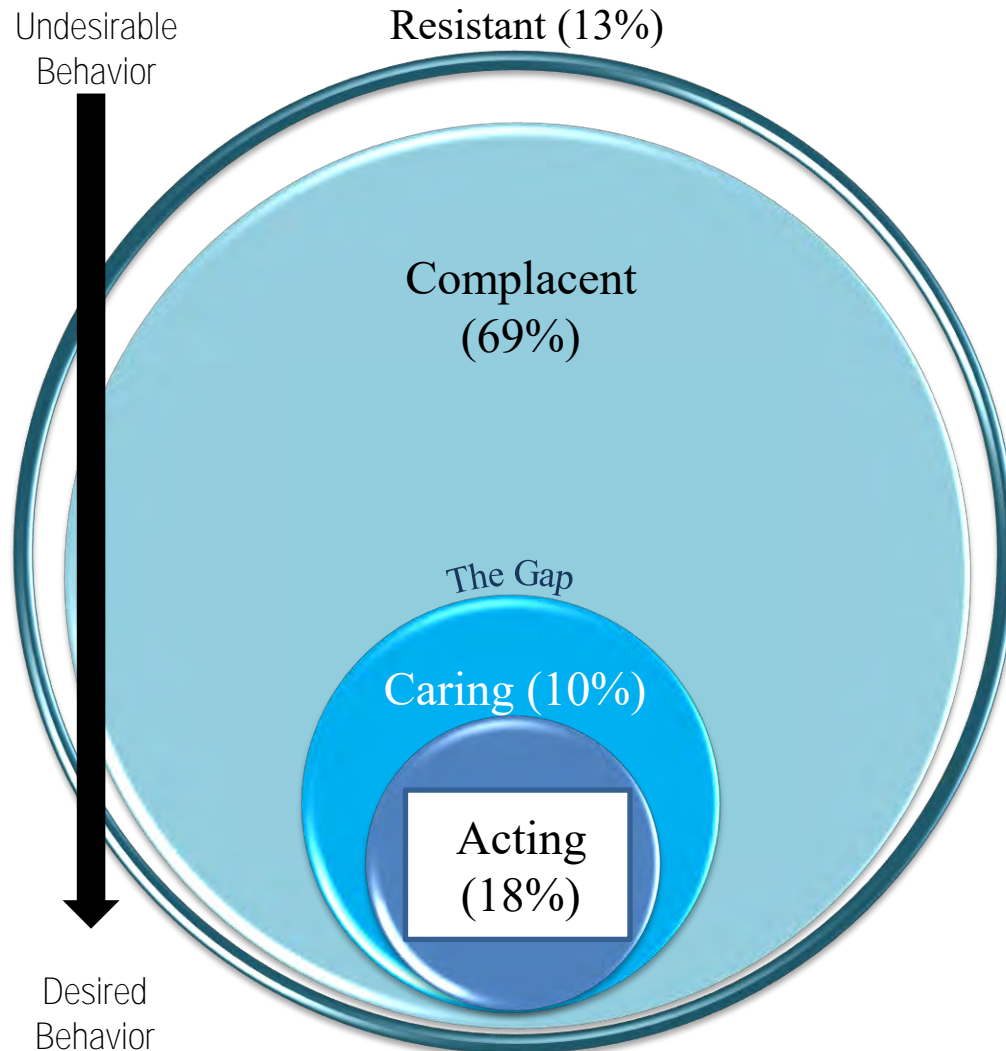 Undesirable
Behavior
Resistant (13%)
Complacent
(69%)
The Gap
Caring (10%)
Acting
(18%)
Desired
Behavior